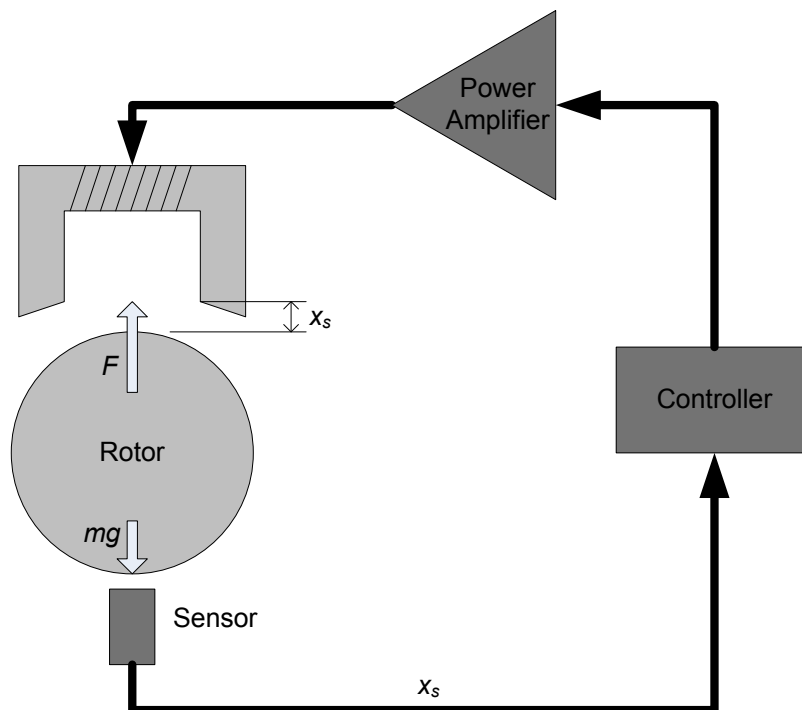 Power
Amplifier
xs
F
Controller
Rotor
mg
Sensor
xs